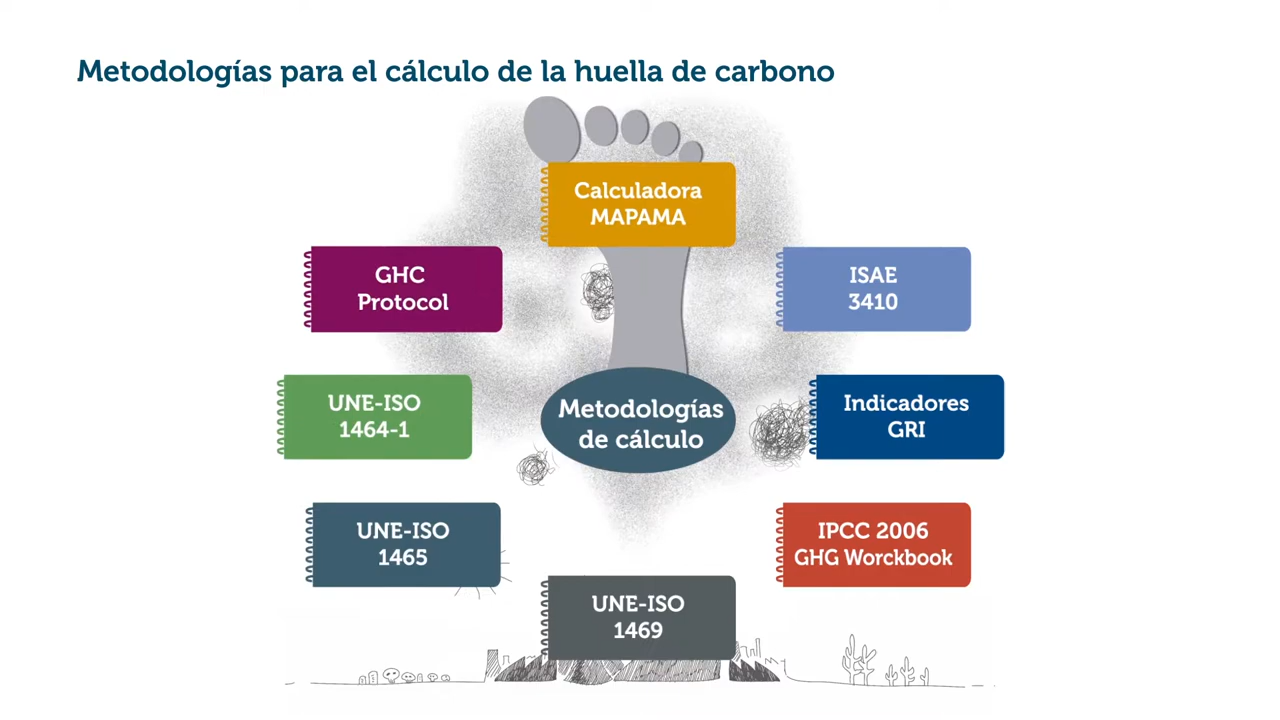 Metodologías para el cálculo de la huella de carbono
Calculadora
MAPAMA
GHC
Protocol
ISAE
3410
UNE-ISO
1464-1
Metodologías
de cálculo
Indicadores
GRI
UNE-ISO
1465
IPCC 2006
GHG Worckbook
UNE-ISO
1469